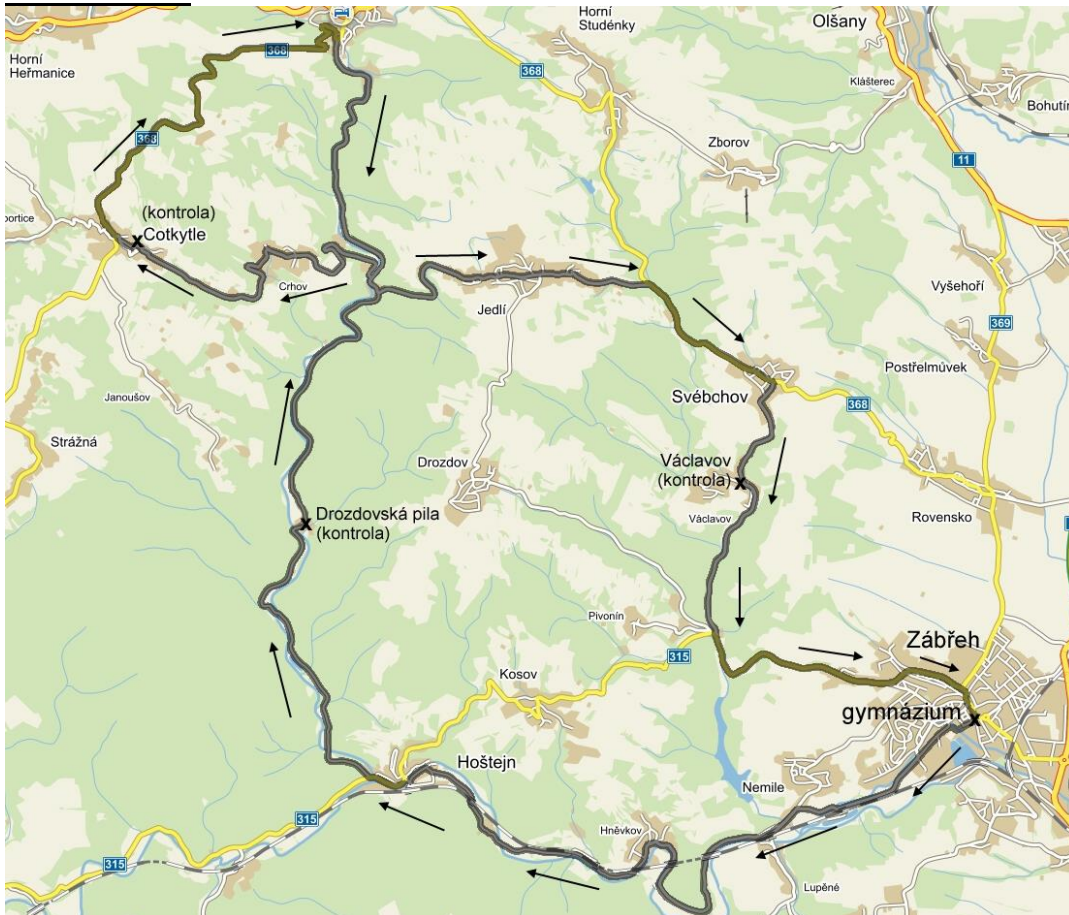 Horní
Studénky
Olšany
Horní
Heřmanice
368
368
Klášterec
Bohutín
Zborov
11
368
(kontrola)
Cotkytle
Crhov
Jedlí
Vyšehoří
369
Postřelmůvek
Janoušov
Svébohov
368
Strážná
Drozdov
Václavov
(kontrola)
Drozdovská pila
(kontrola)
Václavov
Rovensko
Pivonín
Zábřeh
315
Kosov
gymnázium
Hoštejn
Nemile
315
Hněvkov
315
Lupěné